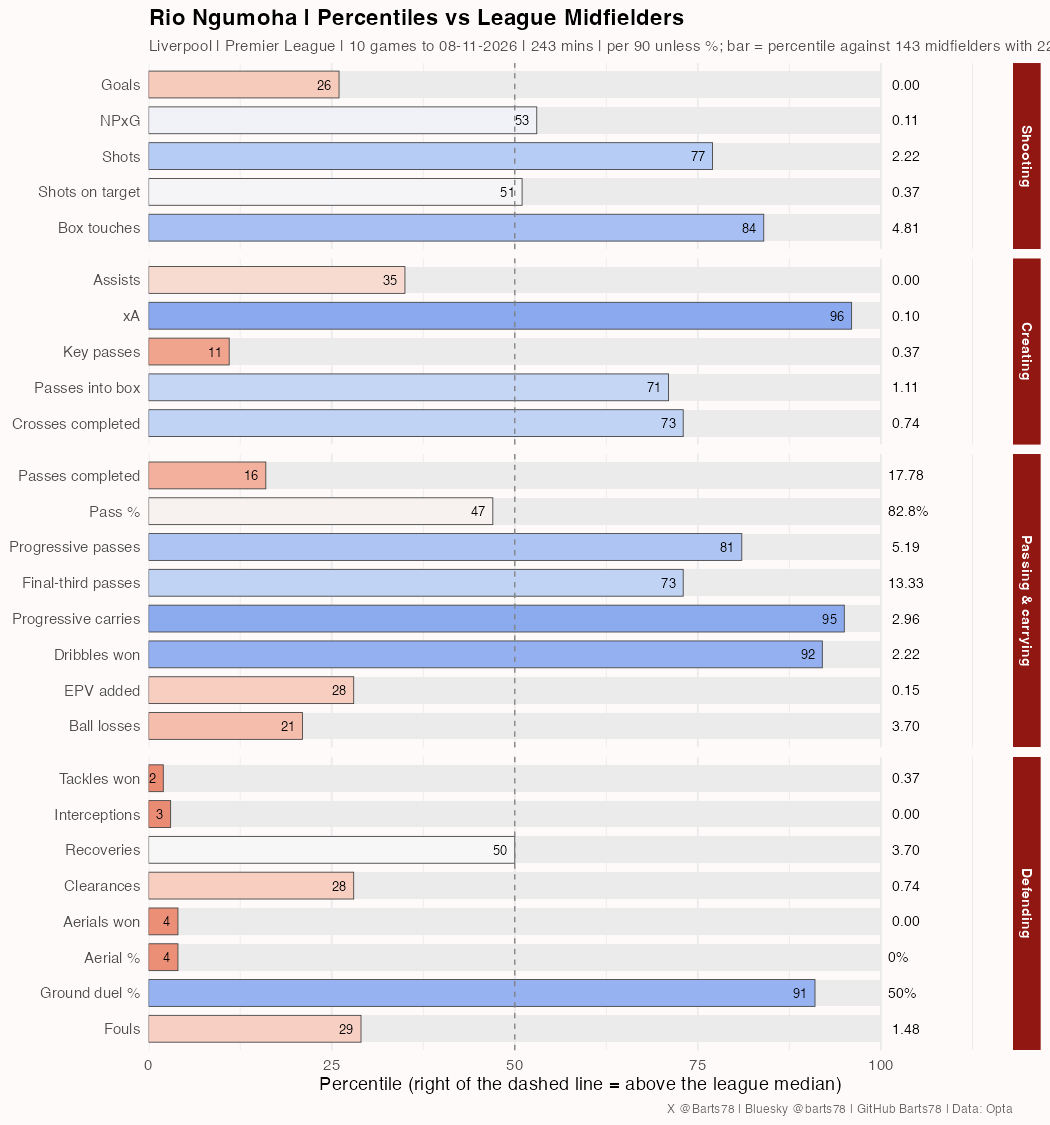 Rio Ngumoha | Percentiles vs League Midfielders
Liverpool | Premier League | 10 games to 08-11-2026 | 243 mins | per 90 unless %; bar = percentile against 143 midfielders with 22
Goals 26 0.00
NPxG 53 0.11
Shots 77 2.22
Shots on target 51 0.37
Box touches 84 4.81
Shooting
Assists 35 0.00
xA 96 0.10
Key passes 11 0.37
Passes into box 71 1.11
Crosses completed 73 0.74
Creating
Passes completed 16 17.78
Pass % 47 82.8%
Progressive passes 81 5.19
Final-third passes 73 13.33
Progressive carries 95 2.96
Dribbles won 92 2.22
EPV added 28 0.15
Ball losses 21 3.70
Passing & carrying
Tackles won 2 0.37
Interceptions 3 0.00
Recoveries 50 3.70
Clearances 28 0.74
Aerials won 4 0.00
Aerial % 4 0%
Ground duel % 91 50%
Fouls 29 1.48
Defending
0 25 50 75 100
Percentile (right of the dashed line = above the league median)
X @Barts78 | Bluesky @barts78 | GitHub Barts78 | Data: Opta